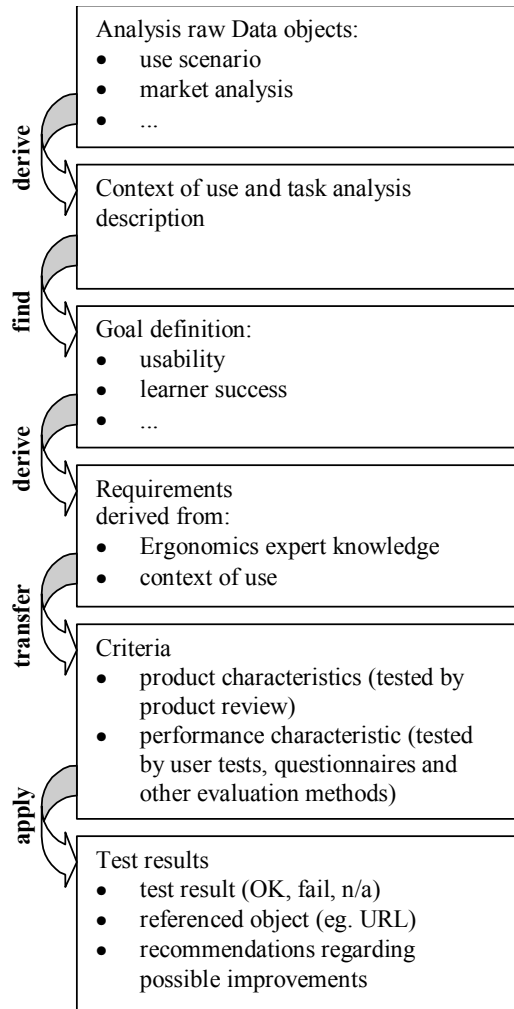 Analysis raw Data objects:
• use scenario
• market analysis
• ...
derive
Context of use and task analysis
description
find
Goal definition:
• usability
• learner success
• ...
derive
Requirements
derived from:
• Ergonomics expert knowledge
• context of use
transfer
Criteria
• product characteristics (tested by
product review)
• performance characteristic (tested
by user tests, questionnaires and
other evaluation methods)
apply
Test results
• test result (OK, fail, n/a)
• referenced object (eg. URL)
• recommendations regarding
possible improvements